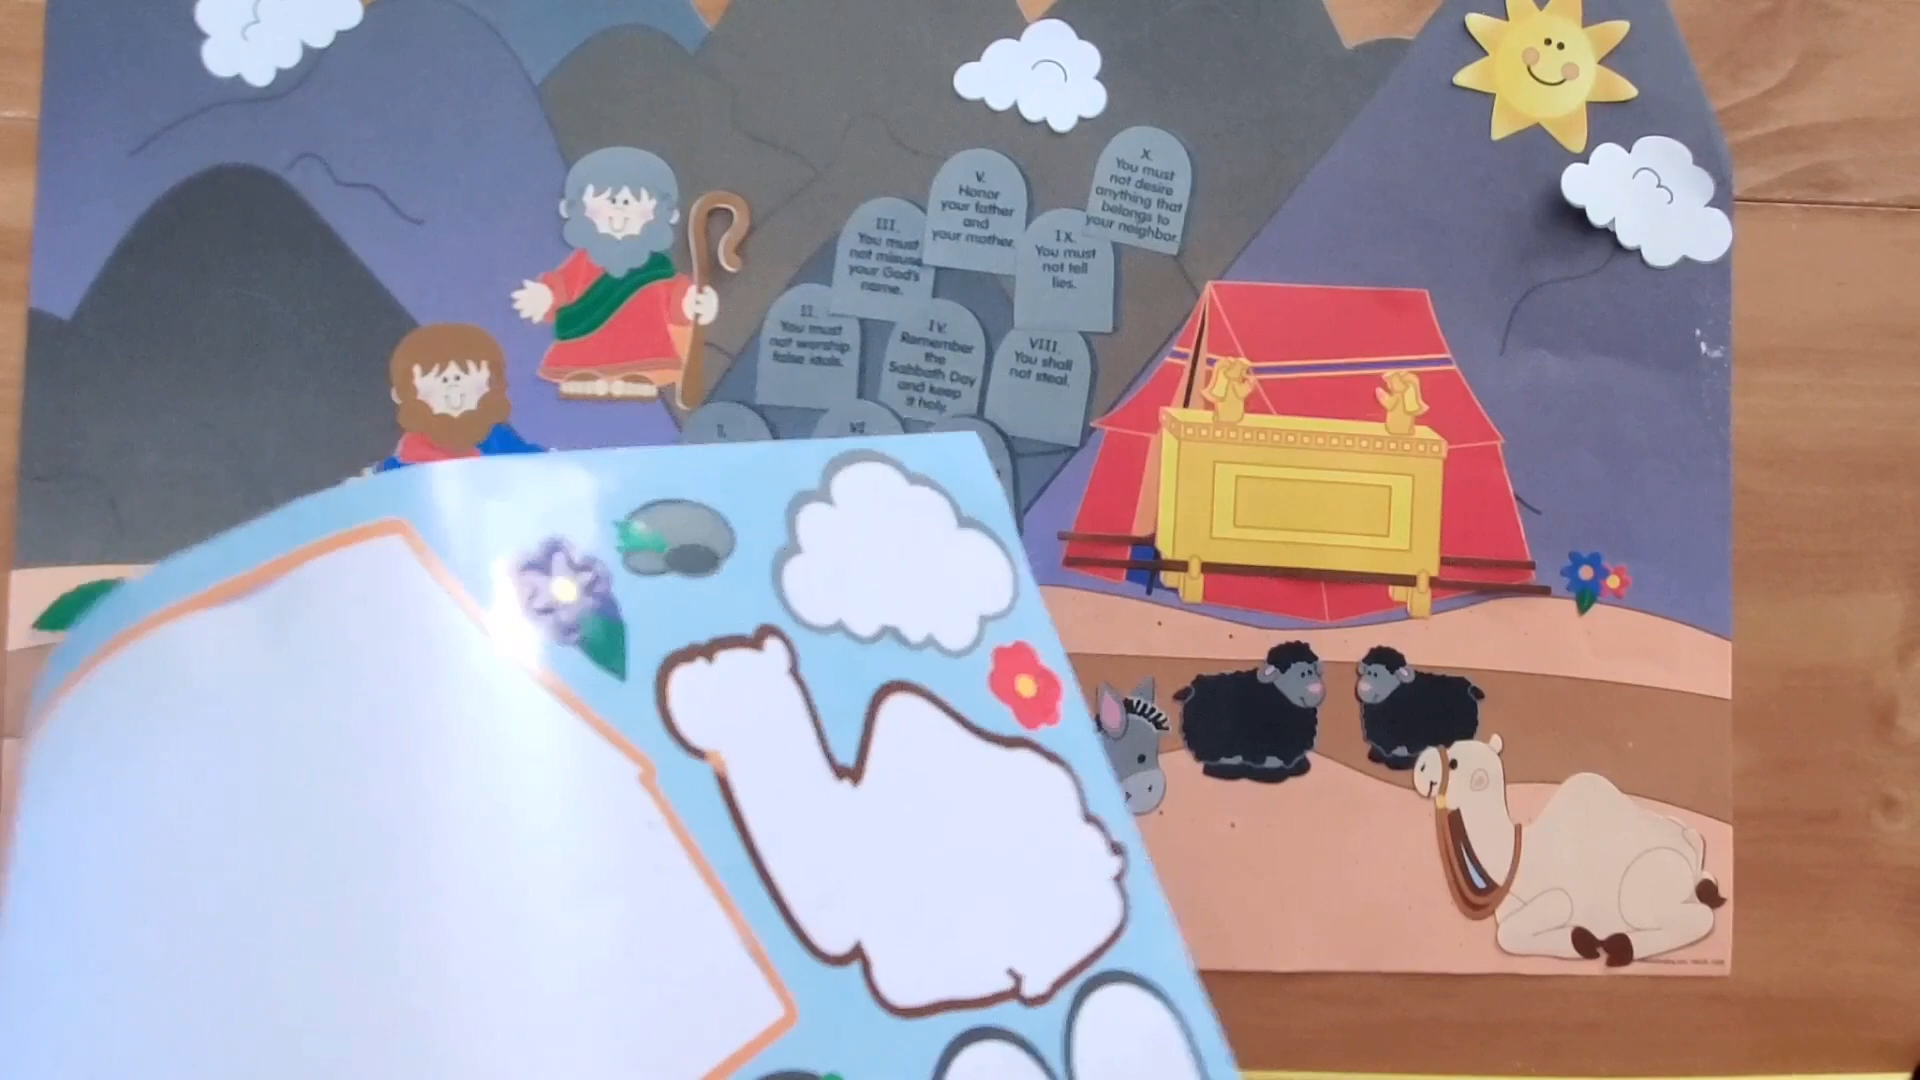 X.
You must
not desire
anything that
belongs to
your neighbor.
V.
Honor
your father
and
your mother.
III.
You must
not misuse
your God's
name.
IX.
You must
not tell
lies.
II.
You must
not worship
false idols.
IV.
Remember
the
Sabbath Day
and keep
it holy.
VIII.
You shall
not steal.
I.
VI.